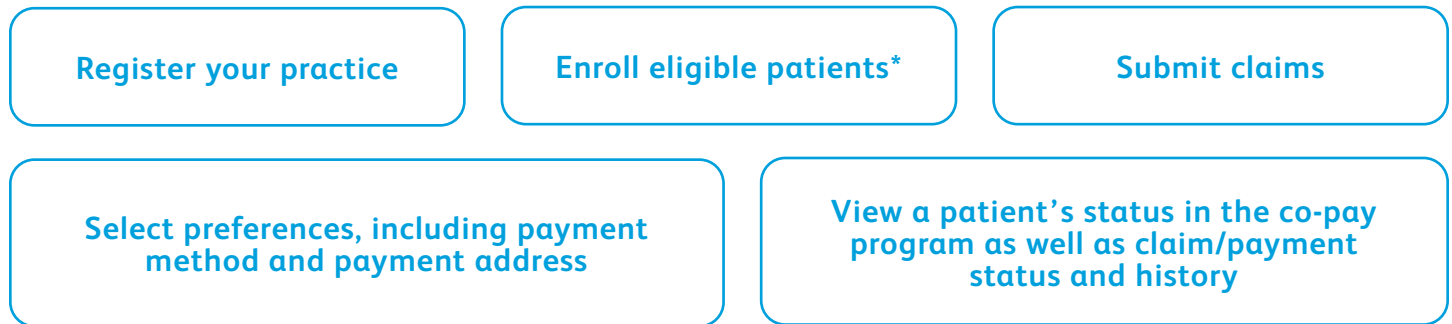 Register your practice
Enroll eligible patients*
Submit claims
Select preferences, including payment
method and payment address
View a patient's status in the co-pay
program as well as claim/payment
status and history